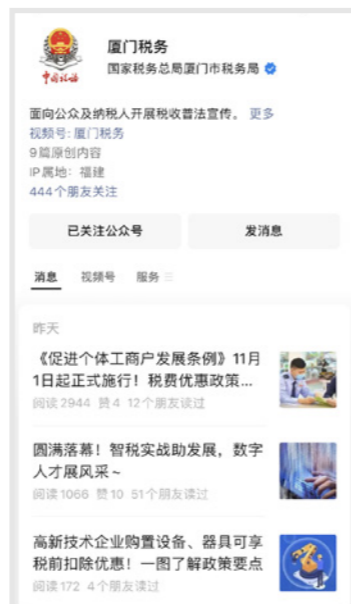 中国税务
厦门税务
国家税务总局厦门市税务局
面向公众及纳税人开展税收普法宣传。 更多
视频号: 厦门税务
9篇原创内容
IP属地: 福建
444个朋友关注
已关注公众号 发消息
消息 视频号 服务
昨天
《促进个体工商户发展条例》11月
1日起正式施行！税费优惠政策...
阅读 2944 赞 4 12个朋友读过
圆满落幕！智税实战助发展，数字
人才展风采~
阅读 1066 赞 10 51个朋友读过
高新技术企业购置设备、器具可享
税前扣除优惠！一图了解政策要点
阅读 172 4个朋友读过